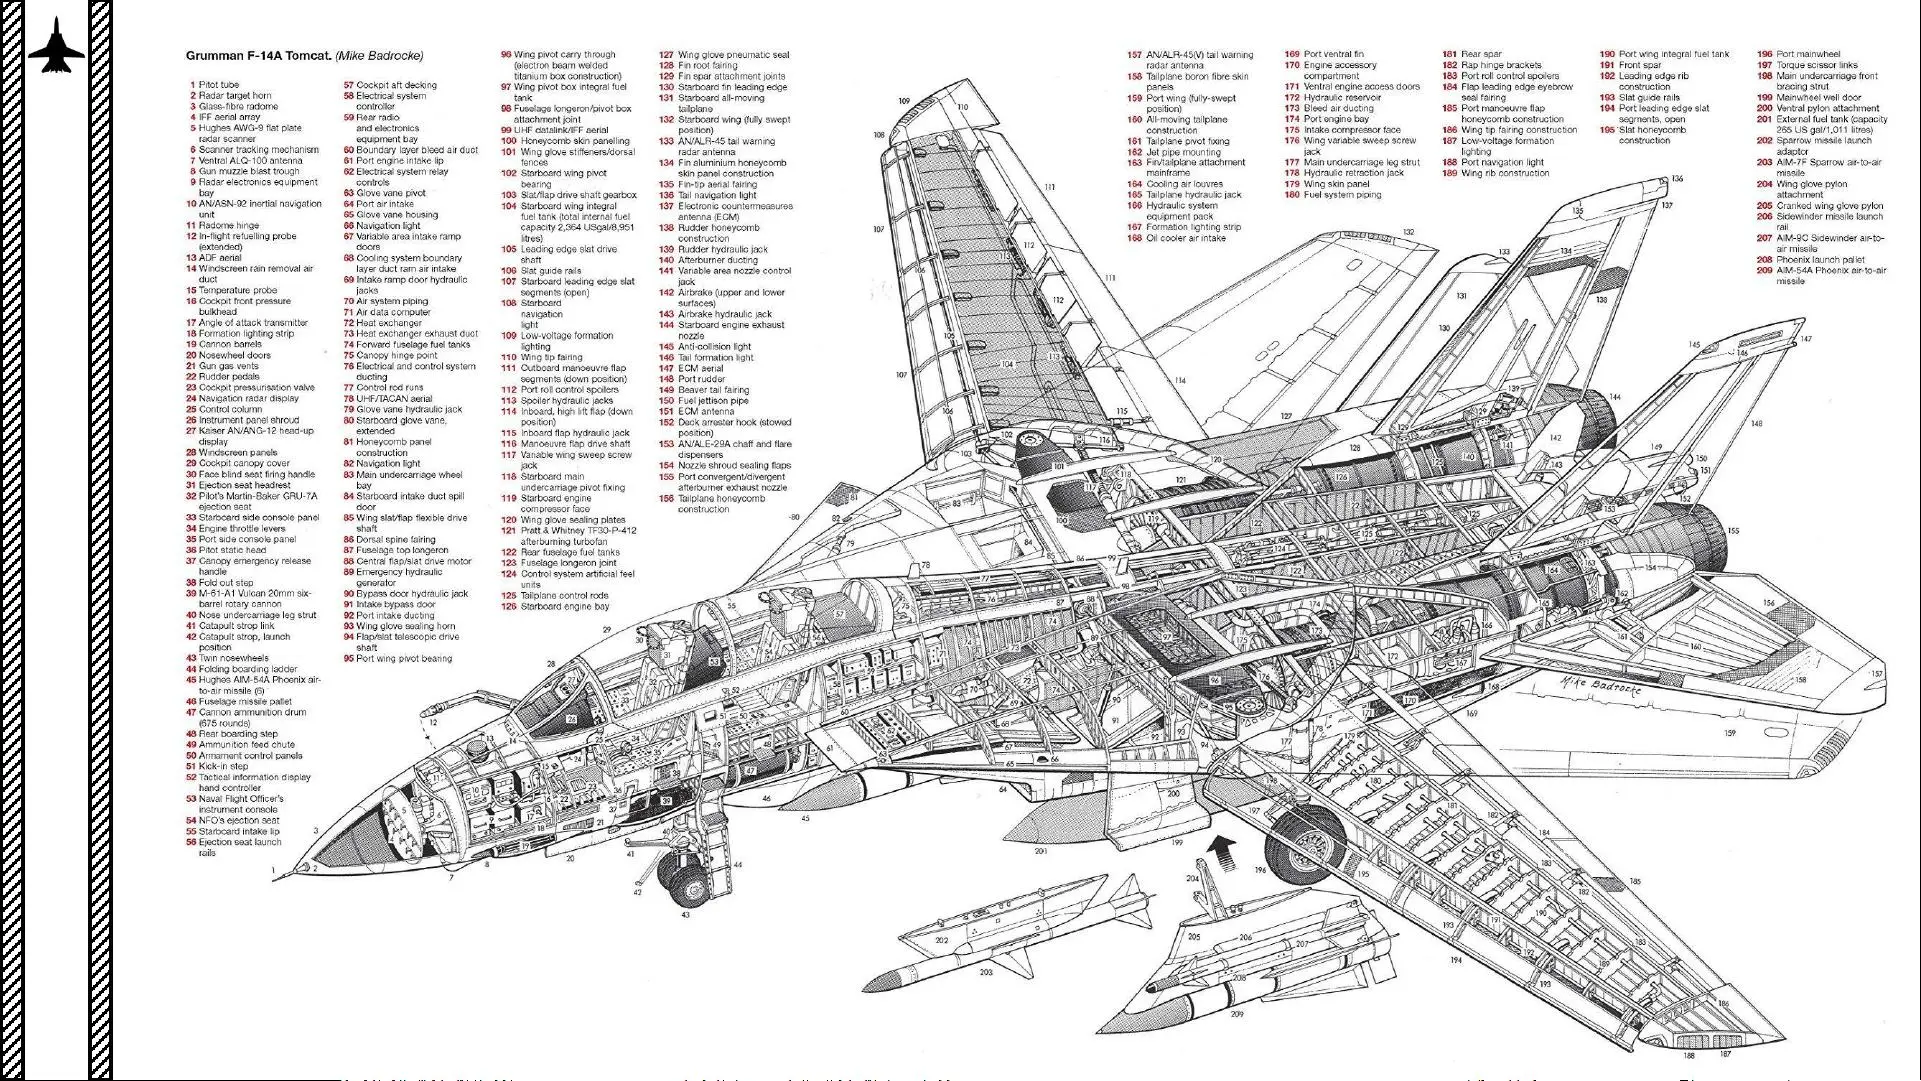 Grumman F-14A Tomcat. (Mike Badrocke)
1 Pitot tube
2 Radar target horn
3 Glass-fibre radome
4 IFF aerial array
5 Hughes AWG-9 flat plate
radar scanner
6 Scanner tracking mechanism
7 Ventral ALQ-100 antenna
8 Gun muzzle blast trough
9 Radar electronics equipment
bay
10 AN/ASN-92 inertial navigation
unit
11 Radome hinge
12 In-flight refuelling probe
(extended)
13 ADF aerial
14 Windscreen rain removal air
duct
15 Temperature probe
16 Cockpit front pressure
bulkhead
17 Angle of attack transmitter
18 Formation lighting strip
19 Cannon barrels
20 Nosewheel doors
21 Gun gas vents
22 Rudder pedals
23 Cockpit pressurisation valve
24 Navigation radar display
25 Control column
26 Instrument panel shroud
27 Kaiser AN/ANG-12 head-up
display
28 Windscreen panels
29 Cockpit canopy cover
30 Face blind seat firing handle
31 Ejection seat headrest
32 Pilot's Martin-Baker GRU-7A
ejection seat
33 Starboard side console panel
34 Engine throttle levers
35 Port side console panel
36 Pitot static head
37 Canopy emergency release
handle
38 Fold out step
39 M-61-A1 Vulcan 20mm six-
barrel rotary cannon
40 Nose undercarriage leg strut
41 Catapult strop link
42 Catapult strop, launch
position
43 Twin nosewheels
44 Folding boarding ladder
45 Hughes AIM-54A Phoenix air-
to-air missile (6)
46 Fuselage missile pallet
47 Cannon ammunition drum
(675 rounds)
48 Rear boarding step
49 Ammunition feed chute
50 Armament control panels
51 Kick-in step
52 Tactical information display
hand controller
53 Naval Flight Officer's
instrument console
54 NFO's ejection seat
55 Starboard intake lip
56 Ejection seat launch
rails
57 Cockpit aft decking
58 Electrical system
controller
59 Rear radio
and electronics
equipment bay
60 Boundary layer bleed air duct
61 Port engine intake lip
62 Electrical system relay
controls
63 Glove vane pivot
64 Port air intake
65 Glove vane housing
66 Navigation light
67 Variable area intake ramp
doors
68 Cooling system boundary
layer duct ram air intake
69 Intake ramp door hydraulic
jacks
70 Air system piping
71 Air data computer
72 Heat exchanger
73 Heat exchanger exhaust duct
74 Forward fuselage fuel tanks
75 Canopy hinge point
76 Electrical and control system
ducting
77 Control rod runs
78 UHF/TACAN aerial
79 Glove vane hydraulic jack
80 Starboard glove vane,
extended
81 Honeycomb panel
construction
82 Navigation light
83 Main undercarriage wheel
bay
84 Starboard intake duct spill
door
85 Wing slat/flap flexible drive
shaft
86 Dorsal spine fairing
87 Fuselage top longeron
88 Central flap/slat drive motor
89 Emergency hydraulic
generator
90 Bypass door hydraulic jack
91 Intake bypass door
92 Port intake ducting
93 Wing glove sealing horn
94 Flap/slat telescopic drive
shaft
95 Port wing pivot bearing
96 Wing pivot carry through
(electron beam welded
titanium box construction)
97 Wing pivot box integral fuel
tank
98 Fuselage longeron/pivot box
attachment joint
99 UHF datalink/IFF aerial
100 Honeycomb skin panelling
101 Wing glove stiffeners/dorsal
fences
102 Starboard wing pivot
bearing
103 Slat/flap drive shaft gearbox
104 Starboard wing integral
fuel tank (total internal fuel
capacity 2,364 USgal/8,951
litres)
105 Leading edge slat drive
shaft
106 Slat guide rails
107 Starboard leading edge slat
segments (open)
108 Starboard
navigation
light
109 Low-voltage formation
lighting
110 Wing tip fairing
111 Outboard manoeuvre flap
segments (down position)
112 Port roll control spoilers
113 Spoiler hydraulic jacks
114 Inboard, high lift flap (down
position)
115 Inboard flap hydraulic jack
116 Manoeuvre flap drive shaft
117 Variable wing sweep screw
jack
118 Starboard main
undercarriage pivot fixing
119 Starboard engine
compressor face
120 Wing glove sealing plates
121 Pratt & Whitney TF30-P-412
afterburning turbofan
122 Rear fuselage fuel tanks
123 Fuselage longeron joint
124 Control system artificial feel
units
125 Tailplane control rods
126 Starboard engine bay
127 Wing glove pneumatic seal
128 Fin root fairing
129 Fin spar attachment joints
130 Starboard fin leading edge
131 Starboard all-moving
tailplane
132 Starboard wing (fully swept
position)
133 AN/ALR-45 tail warning
radar antenna
134 Fin aluminium honeycomb
skin panel construction
135 Fin-tip aerial fairing
136 Tail navigation light
137 Electronic countermeasures
antenna (ECM)
138 Rudder honeycomb
construction
139 Rudder hydraulic jack
140 Afterburner ducting
141 Variable area nozzle control
jack
142 Airbrake (upper and lower
surfaces)
143 Airbrake hydraulic jack
144 Starboard engine exhaust
nozzle
145 Anti-collision light
146 Tail formation light
147 ECM aerial
148 Port rudder
149 Beaver tail fairing
150 Fuel jettison pipe
151 ECM antenna
152 Deck arrester hook (stowed
position)
153 AN/ALE-29A chaff and flare
dispensers
154 Nozzle shroud sealing flaps
155 Port convergent/divergent
afterburner exhaust nozzle
156 Tailplane honeycomb
construction
157 AN/ALR-45(V) tail warning
radar antenna
158 Tailplane boron fibre skin
panels
159 Port wing (fully-swept
position)
160 All-moving tailplane
construction
161 Tailplane pivot fixing
162 Jet pipe mounting
163 Fin/tailplane attachment
mainframe
164 Cooling air louvres
165 Tailplane hydraulic jack
166 Hydraulic system
equipment pack
167 Formation lighting strip
168 Oil cooler air intake
169 Port ventral fin
170 Engine accessory
compartment
171 Ventral engine access doors
172 Hydraulic reservoir
173 Bleed air ducting
174 Port engine bay
175 Intake compressor face
176 Wing variable sweep screw
jack
177 Main undercarriage leg strut
178 Hydraulic retraction jack
179 Wing skin panel
180 Fuel system piping
181 Rear spar
182 Rap hinge brackets
183 Port roll control spoilers
184 Flap leading edge eyebrow
seal fairing
185 Port manoeuvre flap
honeycomb construction
186 Wing tip fairing construction
187 Low-voltage formation
lighting
188 Port navigation light
189 Wing rib construction
190 Port wing integral fuel tank
191 Front spar
192 Leading edge rib
construction
193 Slat guide rails
194 Port leading edge slat
segments, open
195 Slat honeycomb
construction
196 Port mainwheel
197 Torque scissor links
198 Main undercarriage front
bracing strut
199 Mainwheel well door
200 Ventral pylon attachment
201 External fuel tank (capacity
265 US gal/1,011 litres)
202 Sparrow missile launch
adaptor
203 AIM-7F Sparrow air-to-air
missile
204 Wing glove pylon
attachment
205 Cranked wing glove pylon
206 Sidewinder missile launch
rail
207 AIM-9C Sidewinder air-to-
air missile
208 Phoenix launch pallet
209 AIM-54A Phoenix air-to-air
missile
Mike Badrocke